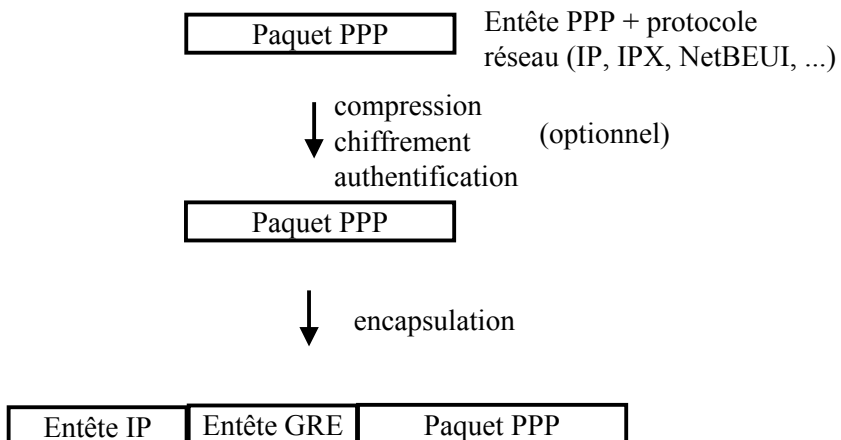 Paquet PPP
Entête PPP + protocole
réseau (IP, IPX, NetBEUI, ...)
compression
chiffrement
(optionnel)
authentification
Paquet PPP
encapsulation
Entête IP
Entête GRE
Paquet PPP